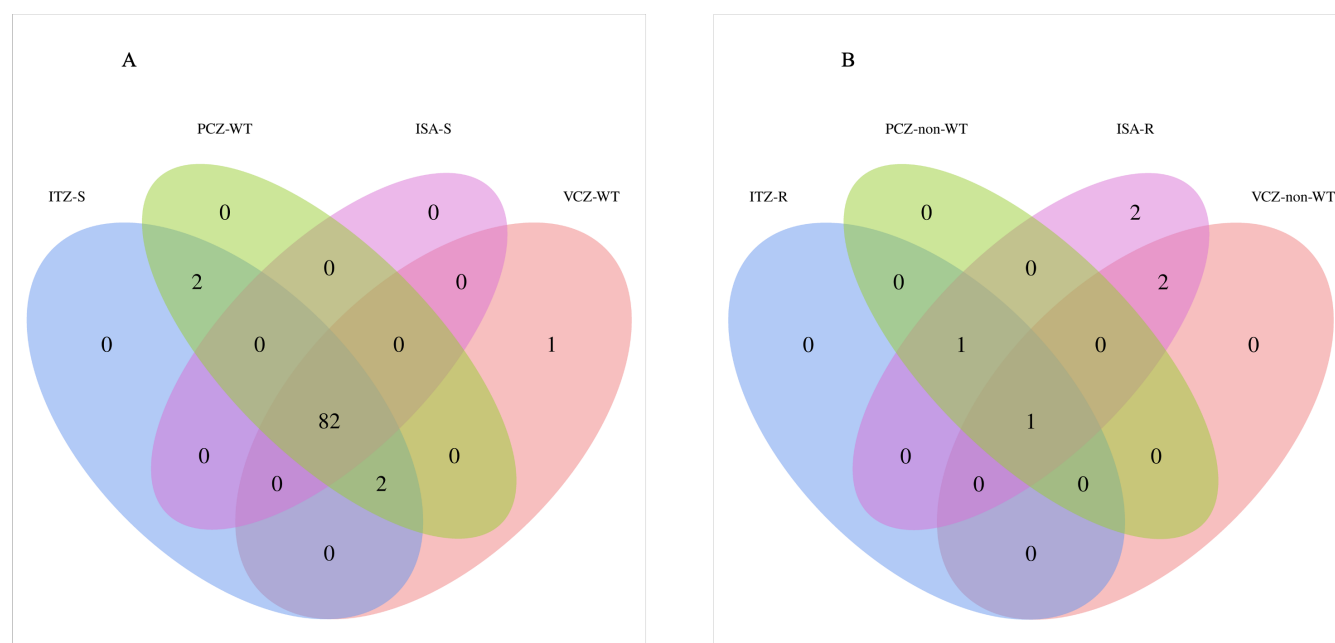 A
PCZ-WT ISA-S
ITZ-S VCZ-WT
0 0
2 0 0
0 0 0 1
82
0 0 2 0
0
B
PCZ-non-WT ISA-R
ITZ-R VCZ-non-WT
0 2
0 0 2
0 1 0 0
1
0 0 0 0
0